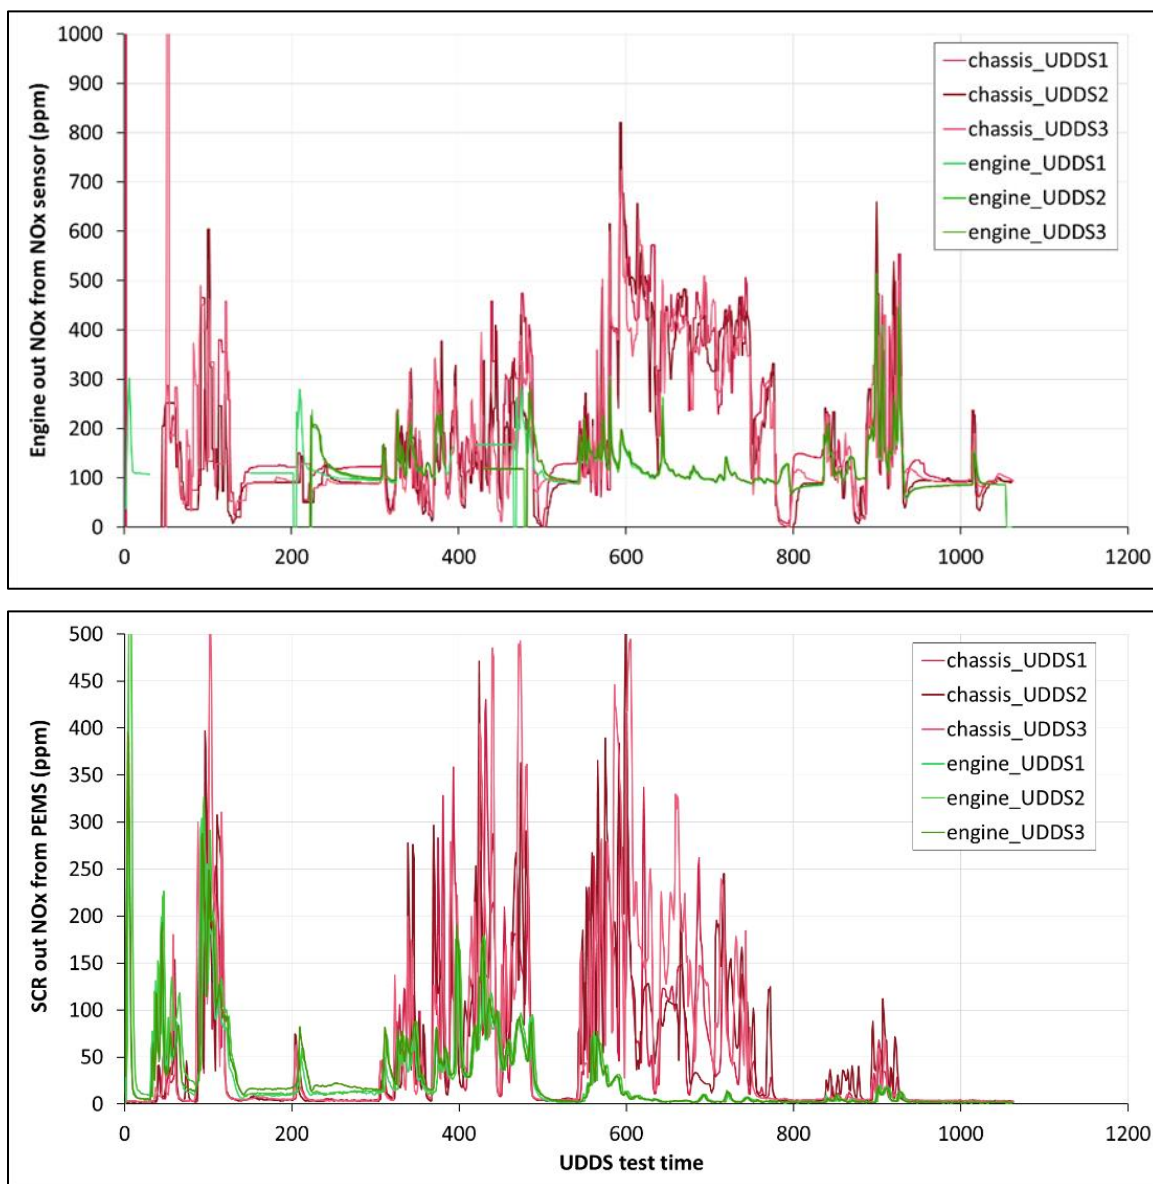 Engine out NOx from NOx sensor (ppm)
1000
900
800
700
600
500
400
300
200
100
0
0 200 400 600 800 1000 1200
chassis_UDDS1
chassis_UDDS2
chassis_UDDS3
engine_UDDS1
engine_UDDS2
engine_UDDS3
SCR out NOx from PEMS (ppm)
500
450
400
350
300
250
200
150
100
50
0
0 200 400 600 800 1000 1200
UDDS test time
chassis_UDDS1
chassis_UDDS2
chassis_UDDS3
engine_UDDS1
engine_UDDS2
engine_UDDS3